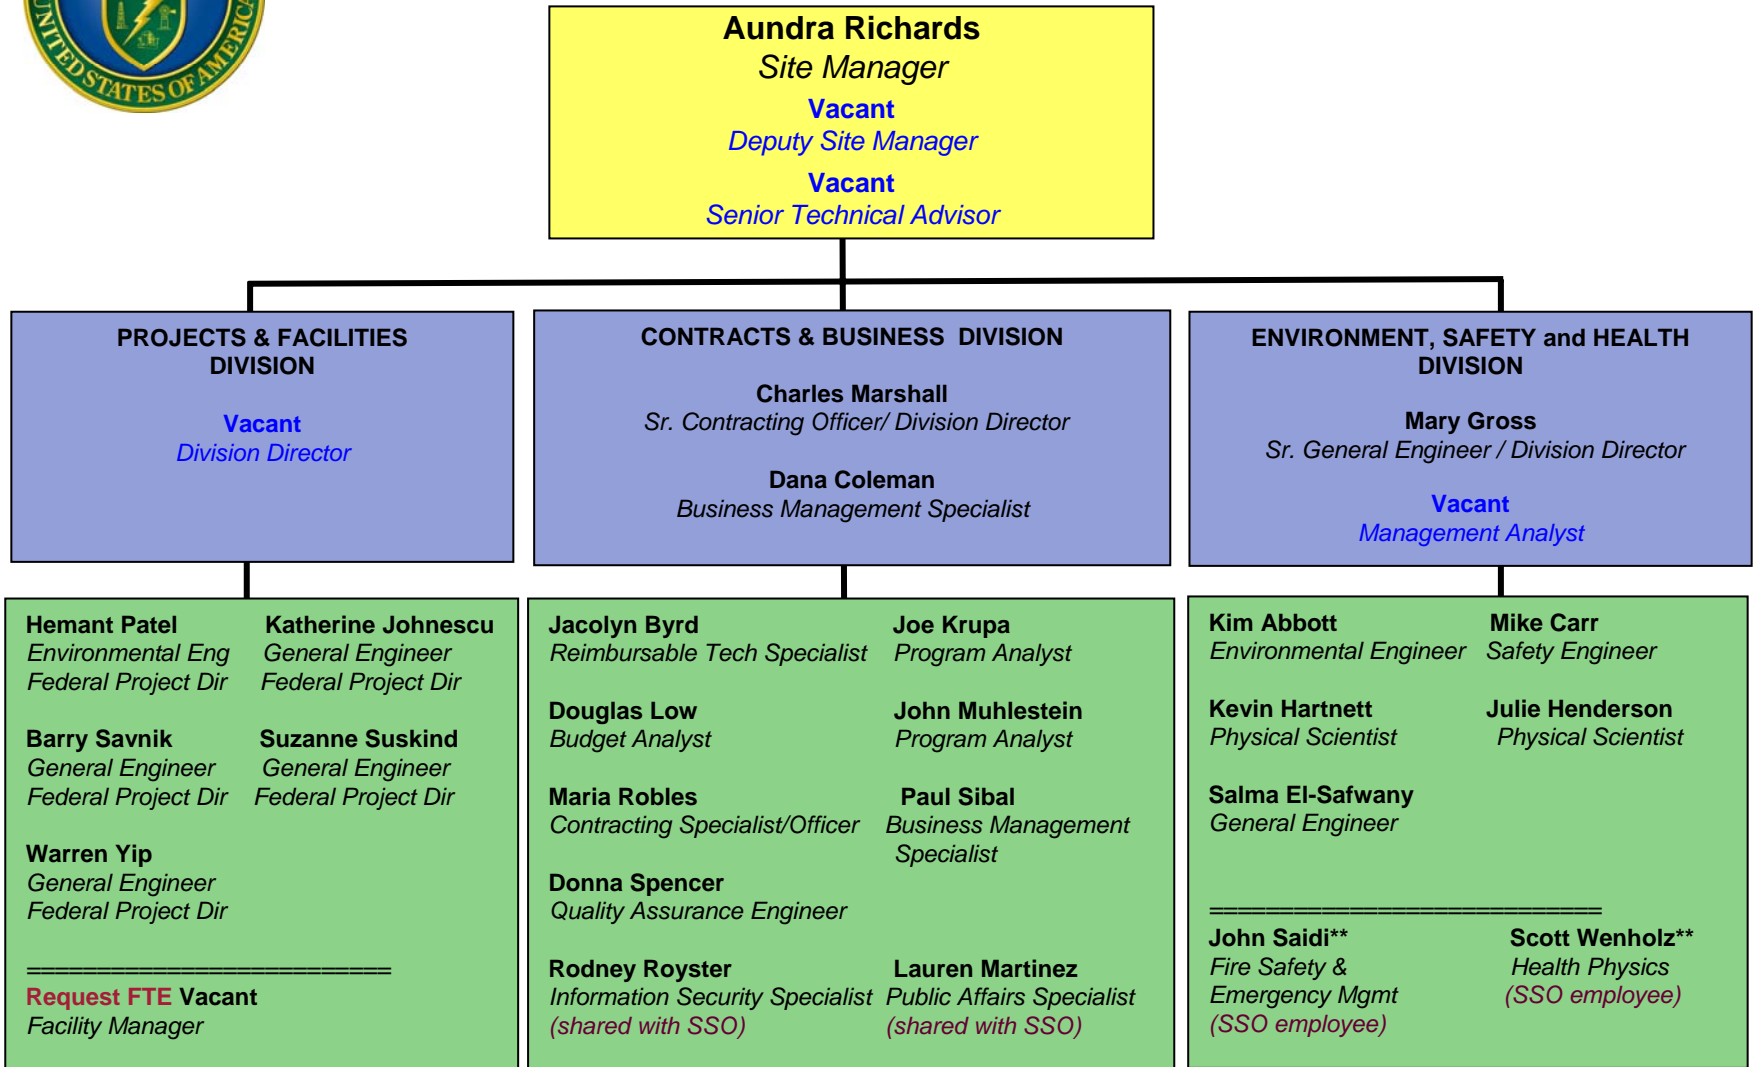 UNITED STATES OF AMERICA
Aundra Richards
Site Manager
Vacant
Deputy Site Manager
Vacant
Senior Technical Advisor
PROJECTS & FACILITIES
DIVISION
Vacant
Division Director
CONTRACTS & BUSINESS DIVISION
Charles Marshall
Sr. Contracting Officer/ Division Director
Dana Coleman
Business Management Specialist
ENVIRONMENT, SAFETY and HEALTH
DIVISION
Mary Gross
Sr. General Engineer / Division Director
Vacant
Management Analyst
Hemant Patel
Environmental Eng
Federal Project Dir
Katherine Johnescu
General Engineer
Federal Project Dir
Barry Savnik
General Engineer
Federal Project Dir
Suzanne Suskind
General Engineer
Federal Project Dir
Warren Yip
General Engineer
Federal Project Dir
==========================
Request FTE Vacant
Facility Manager
Jacolyn Byrd
Reimbursable Tech Specialist
Joe Krupa
Program Analyst
Douglas Low
Budget Analyst
John Muhlestein
Program Analyst
Maria Robles
Contracting Specialist/Officer
Paul Sibal
Business Management
Specialist
Donna Spencer
Quality Assurance Engineer
Rodney Royster
Information Security Specialist
(shared with SSO)
Lauren Martinez
Public Affairs Specialist
(shared with SSO)
Kim Abbott
Environmental Engineer
Mike Carr
Safety Engineer
Kevin Hartnett
Physical Scientist
Julie Henderson
Physical Scientist
Salma El-Safwany
General Engineer
============================
John Saidi**
Fire Safety &
Emergency Mgmt
(SSO employee)
Scott Wenholz**
Health Physics
(SSO employee)